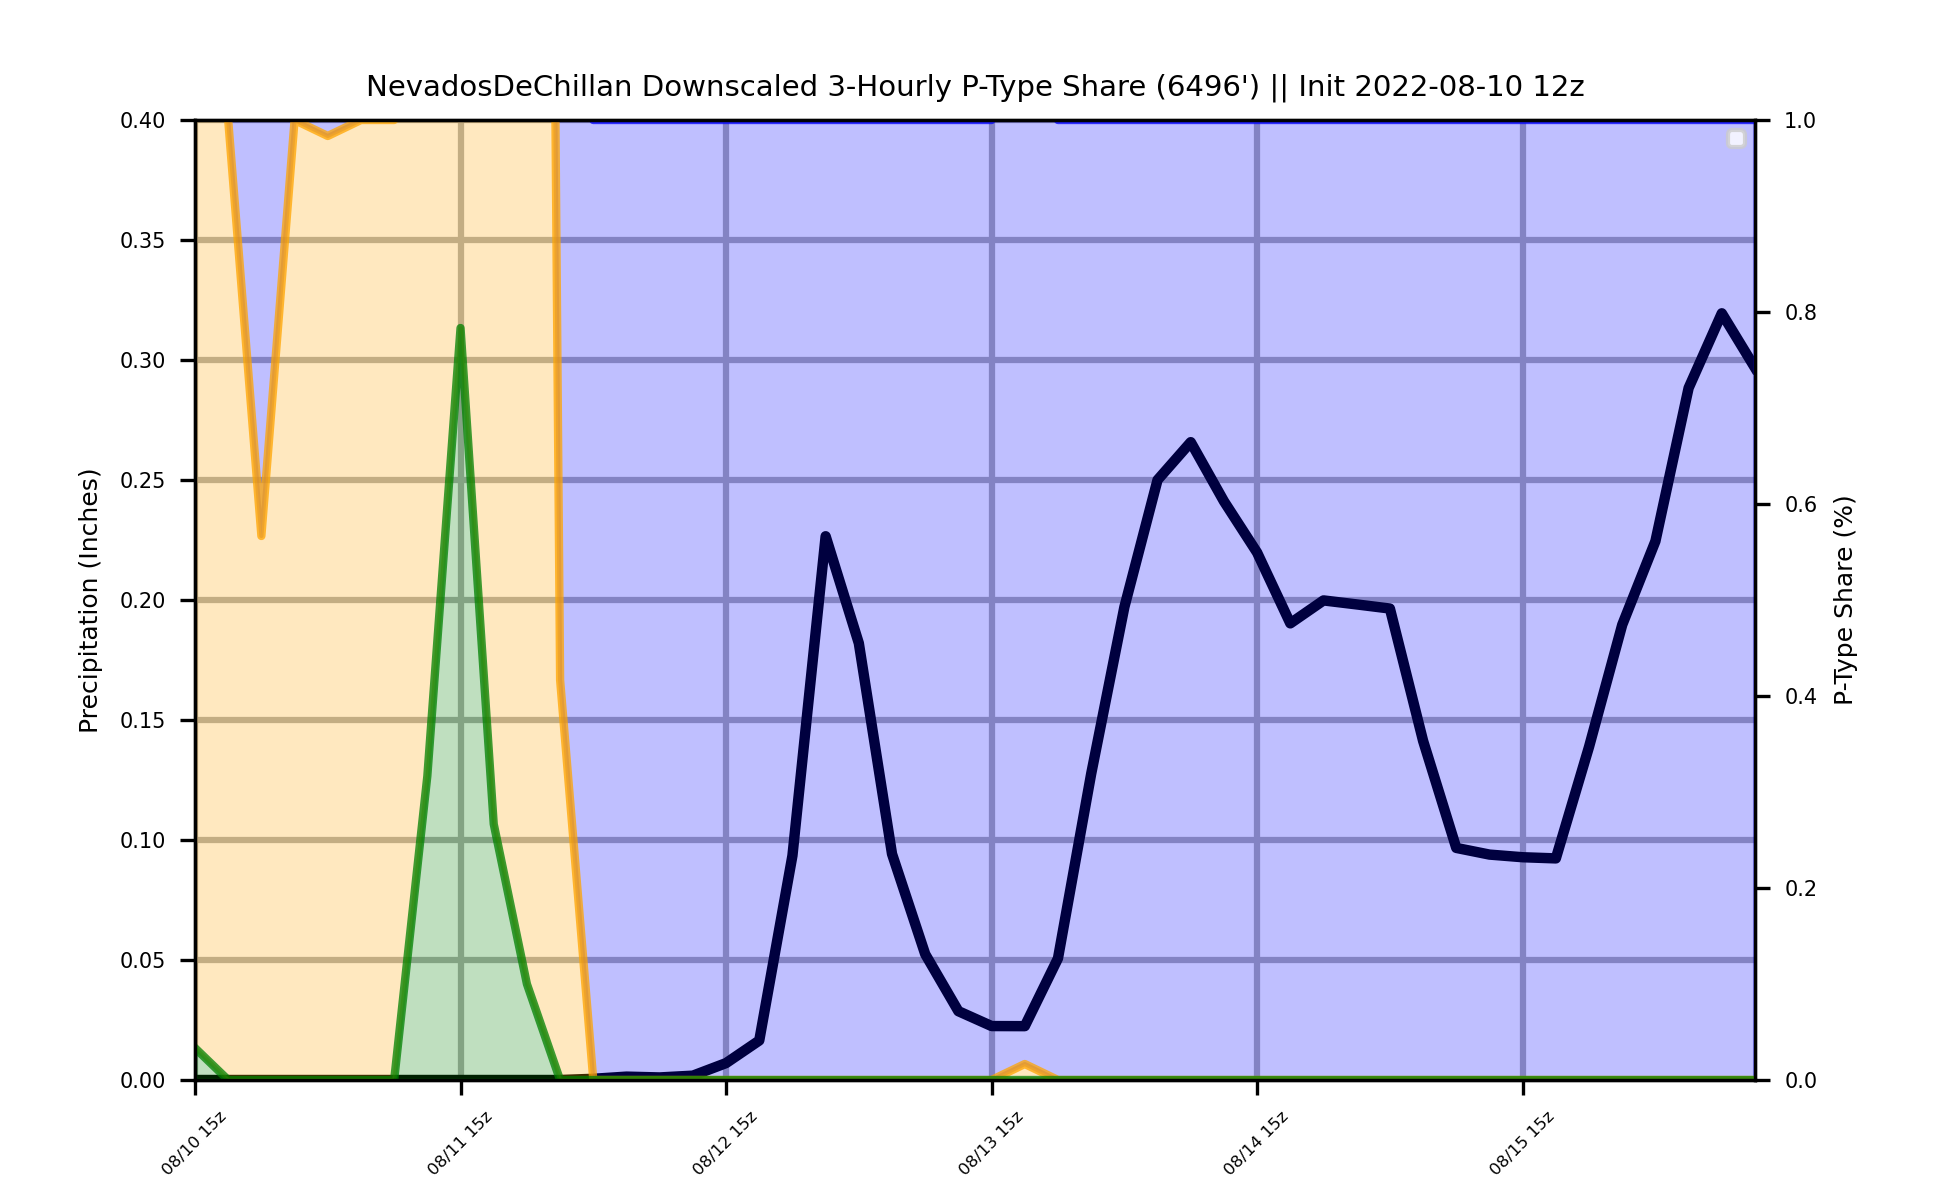 NevadosDeChillan Downscaled 3-Hourly P-Type Share (6496') || Init 2022-08-10 12z
Precipitation (Inches)
0.40
0.35
0.30
0.25
0.20
0.15
0.10
0.05
0.00
1.0
0.8
0.6
0.4
0.2
0.0
P-Type Share (%)
08/10 15z
08/11 15z
08/12 15z
08/13 15z
08/14 15z
08/15 15z